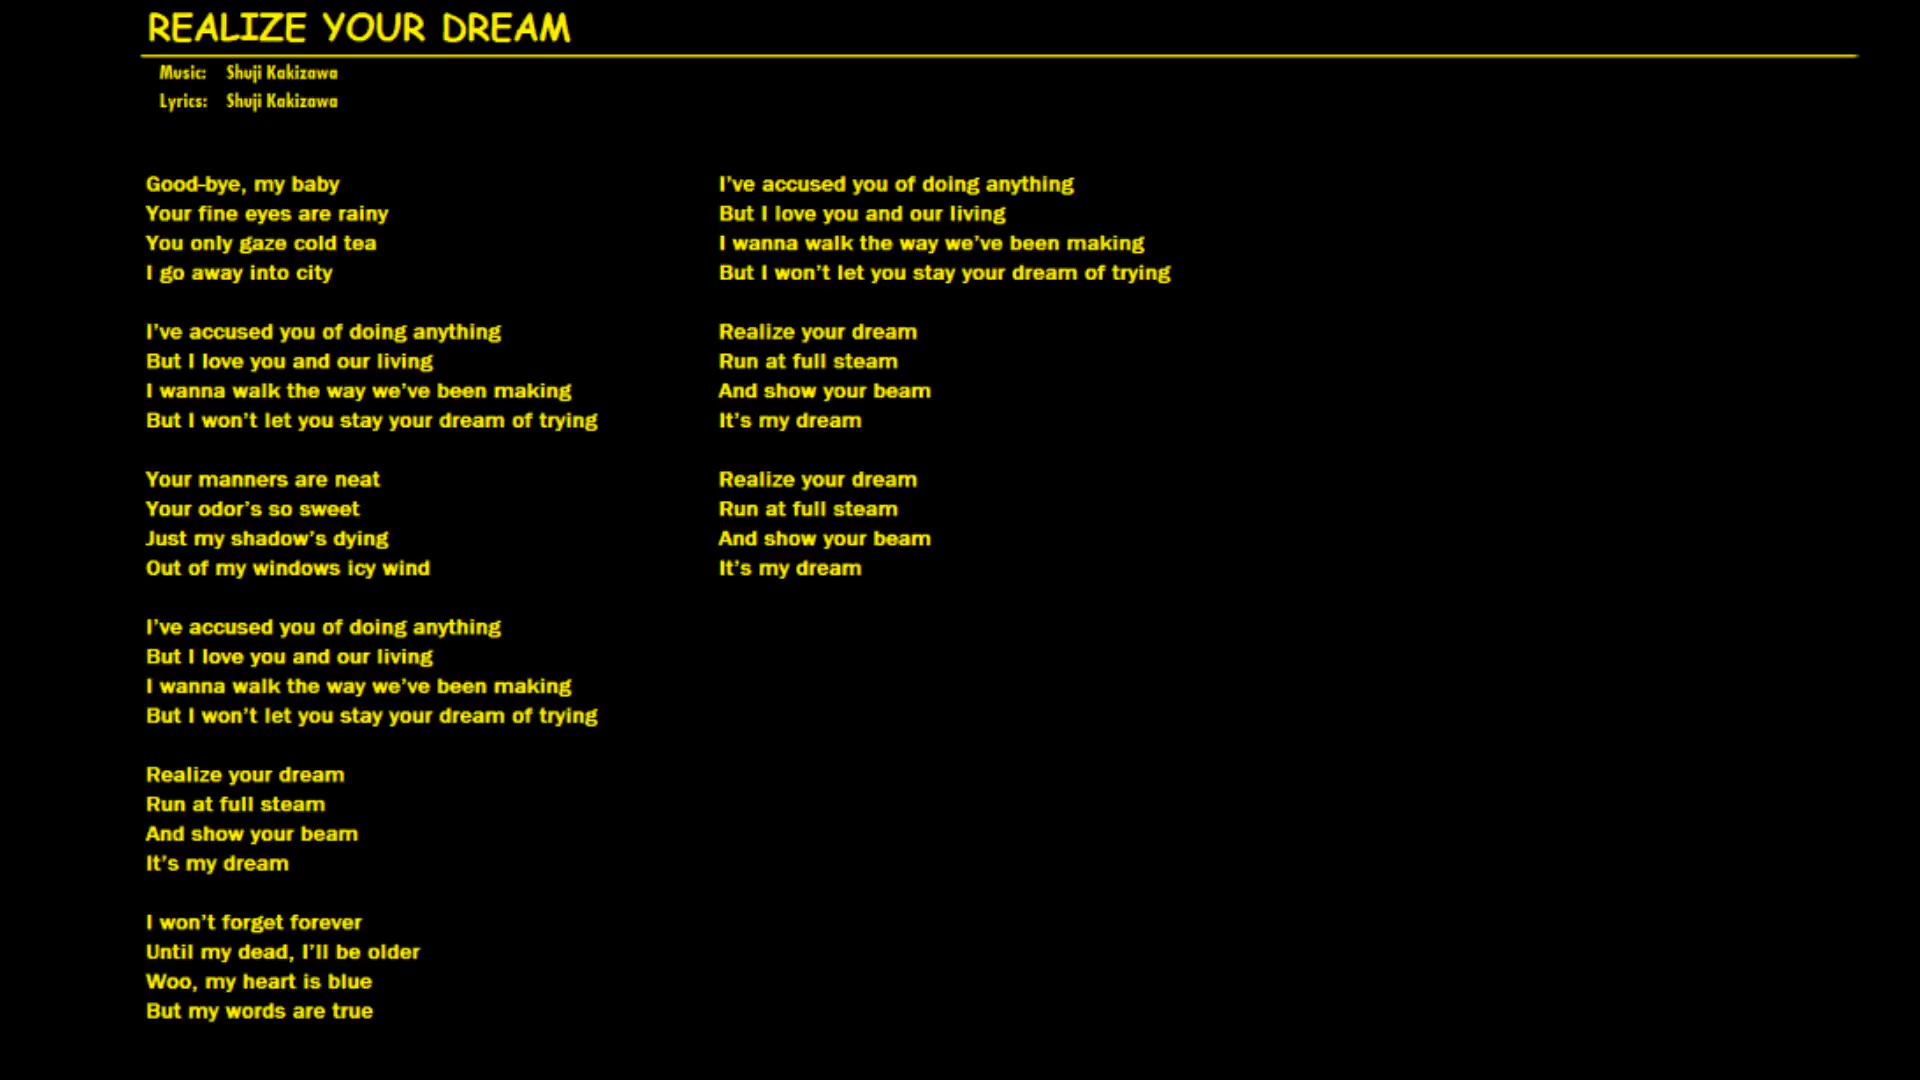 REALIZE YOUR DREAM
Music: Shuji Kakizawa
Lyrics: Shuji Kakizawa
Good-bye, my baby
Your fine eyes are rainy
You only gaze cold tea
I go away into city
I've accused you of doing anything
But I love you and our living
I wanna walk the way we've been making
But I won't let you stay your dream of trying
Your manners are neat
Your odor's so sweet
Just my shadow's dying
Out of my windows icy wind
I've accused you of doing anything
But I love you and our living
I wanna walk the way we've been making
But I won't let you stay your dream of trying
Realize your dream
Run at full steam
And show your beam
It's my dream
I won't forget forever
Until my dead, I'll be older
Woo, my heart is blue
But my words are true
I've accused you of doing anything
But I love you and our living
I wanna walk the way we've been making
But I won't let you stay your dream of trying
Realize your dream
Run at full steam
And show your beam
It's my dream
Realize your dream
Run at full steam
And show your beam
It's my dream